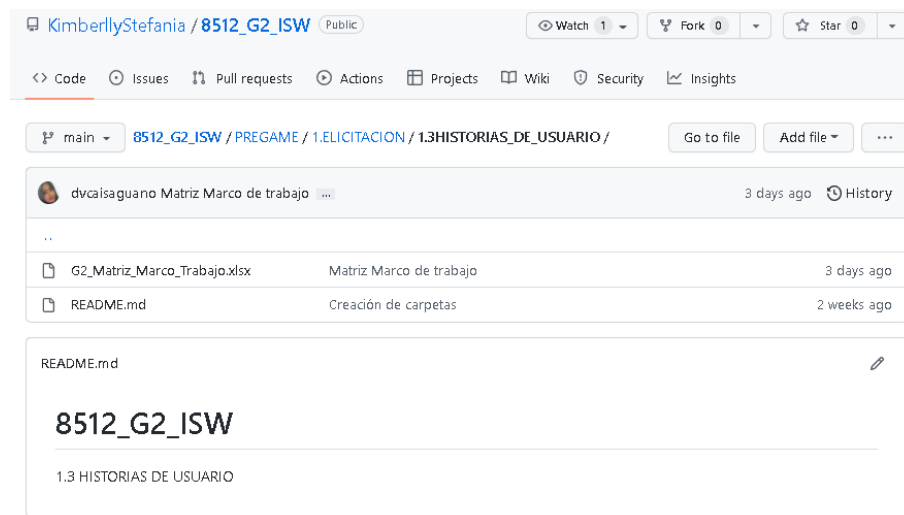 KimberllyStefania / 8512_G2_ISW Public Watch 1 Fork 0 Star 0
Code Issues Pull requests Actions Projects Wiki Security Insights
main 8512_G2_ISW / PREGAME / 1.ELICITACION / 1.3HISTORIAS_DE_USUARIO / Go to file Add file ...
dvcaisaguano Matriz Marco de trabajo ... 3 days ago History
..
G2_Matriz_Marco_Trabajo.xlsx Matriz Marco de trabajo 3 days ago
README.md Creación de carpetas 2 weeks ago
README.md
8512_G2_ISW
1.3 HISTORIAS DE USUARIO